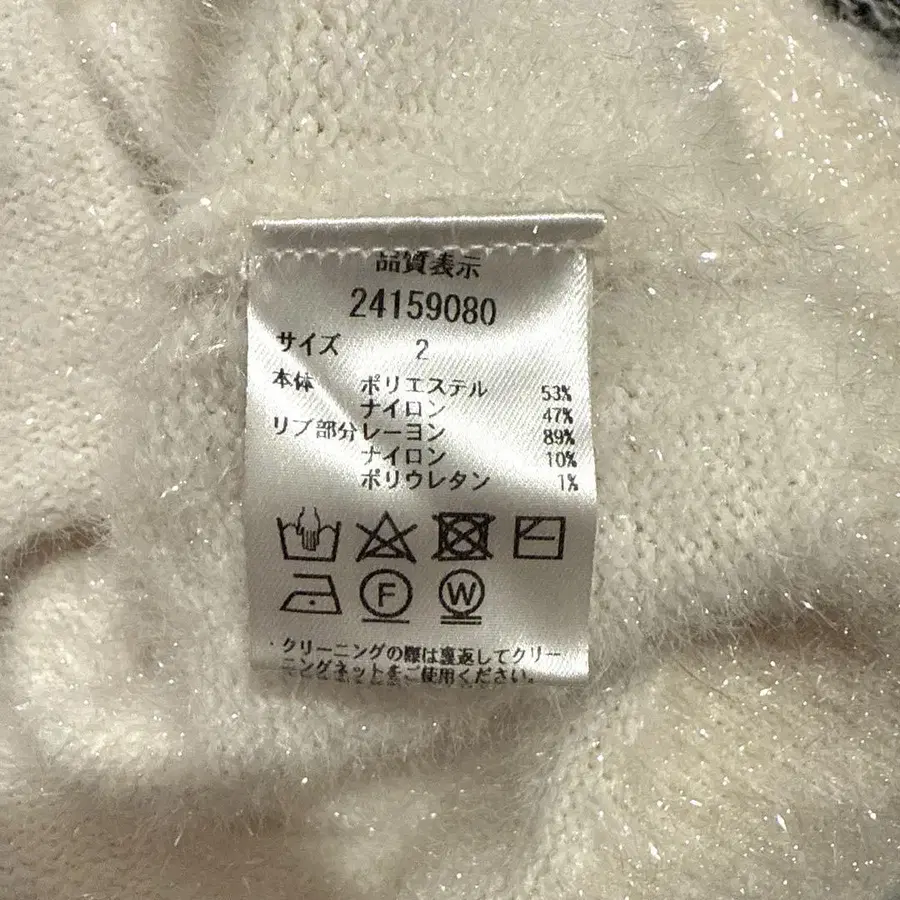 品質表示
24159080
サイズ 2
本体 ポリエステル 53%
ナイロン 47%
リブ部分 レーヨン 89%
ナイロン 10%
ポリウレタン 1%
F W
・クリーニングの際は裏返してクリー
ニングネットをご使用ください。